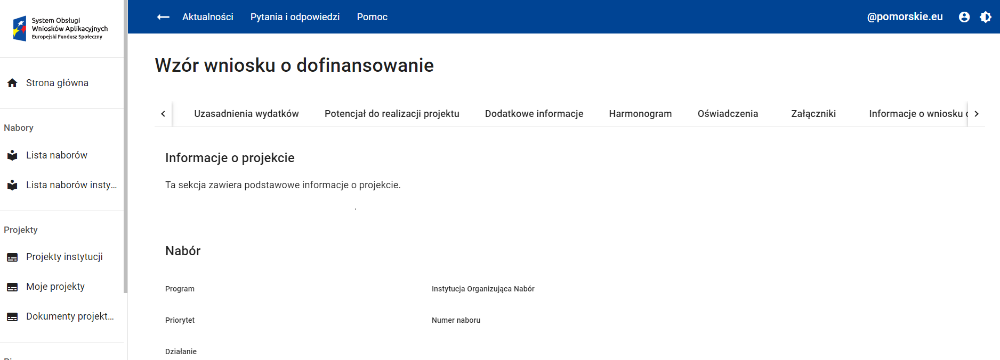 System Obsługi
Wniosków Aplikacyjnych
Europejski Fundusz Społeczny
Aktualności
Pytania i odpowiedzi
Pomoc
@pomorskie.eu
Strona główna
Nabory
Lista naborów
Lista naborów insty...
Projekty
Projekty instytucji
Moje projekty
Dokumenty projekt...
Wzór wniosku o dofinansowanie
Uzasadnienia wydatków
Potencjał do realizacji projektu
Dodatkowe informacje
Harmonogram
Oświadczenia
Załączniki
Informacje o wniosku
Informacje o projekcie
Ta sekcja zawiera podstawowe informacje o projekcie.
.
Nabór
Program
Instytucja Organizująca Nabór
Priorytet
Numer naboru
Działanie